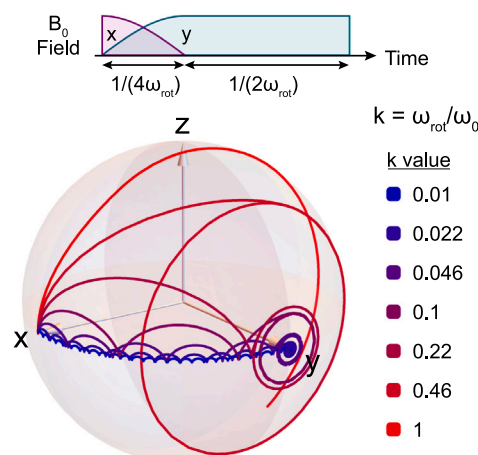 B₀
Field
x
y
Time
1/(4ω_rot)
1/(2ω_rot)
k = ω_rot/ω₀
k value
0.01
0.022
0.046
0.1
0.22
0.46
1
z
x
y